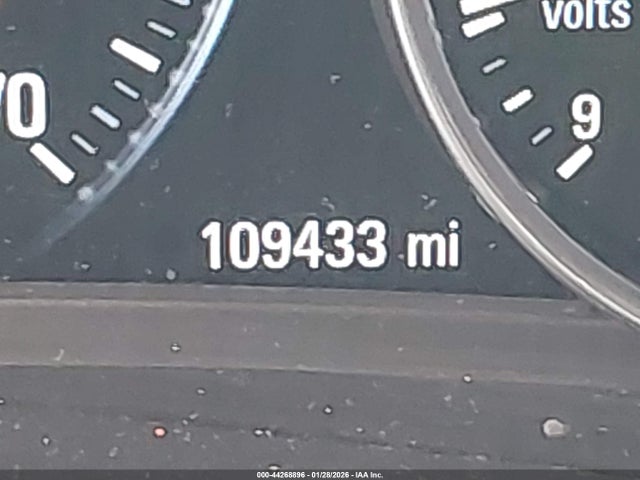 volts
70
9
109433 mi
000-44268896 - 01/28/2026 - IAA Inc.